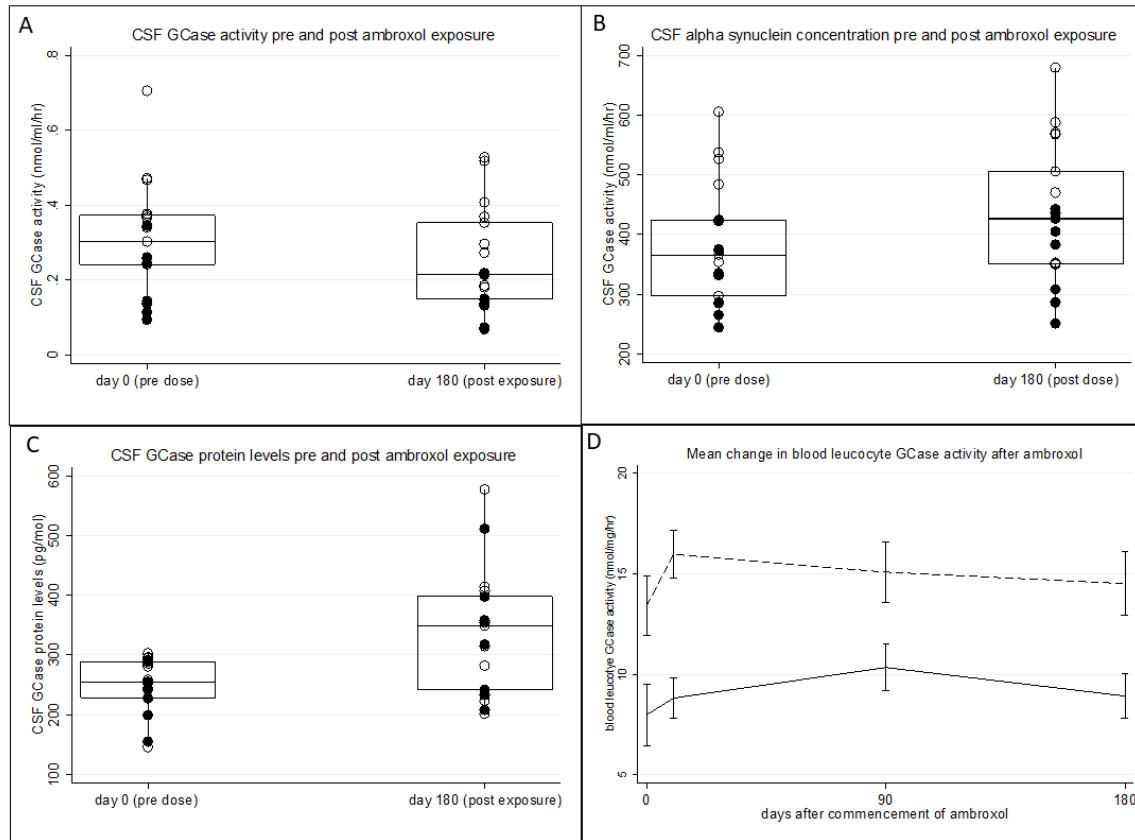 A
CSF GCase activity pre and post ambroxol exposure
CSF GCase activity (nmol/ml/hr)
.8
.6
.4
.2
0
day 0 (pre dose)
day 180 (post exposure)
B
CSF alpha synuclein concentration pre and post ambroxol exposure
CSF GCase activity (nmol/ml/hr)
700
600
500
400
300
200
day 0 (pre dose)
day 180 (post dose)
C
CSF GCase protein levels pre and post ambroxol exposure
CSF GCase protein levels (pg/mol)
600
500
400
300
200
100
day 0 (pre dose)
day 180 (post exposure)
D
Mean change in blood leucocyte GCase activity after ambroxol
blood leucotye GCase activity (nmol/mg/hr)
20
15
10
5
0
90
180
days after commencement of ambroxol